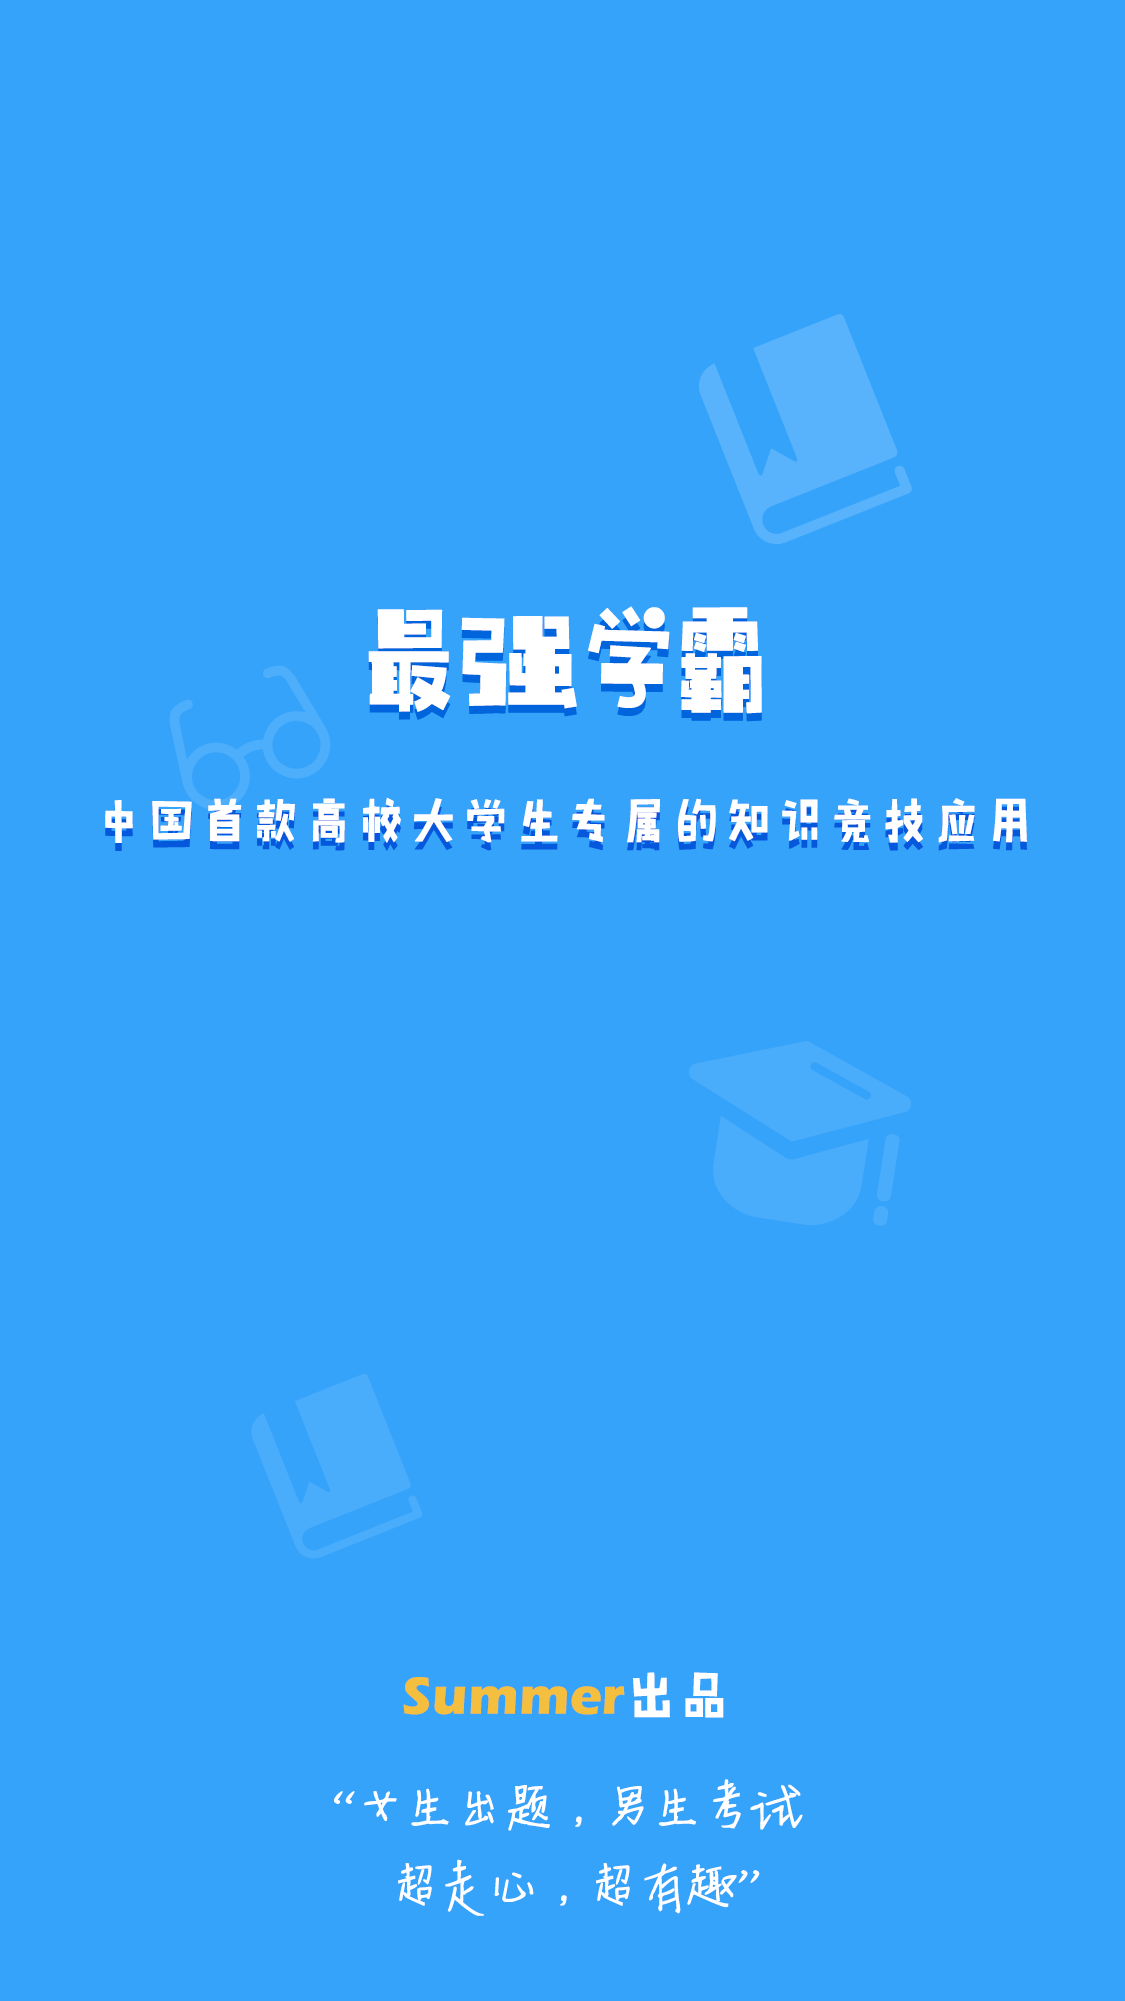 最强学霸
中国首款高校大学生专属的知识竞技应用
Summer出品
“女生出题，男生考试
超走心，超有趣”